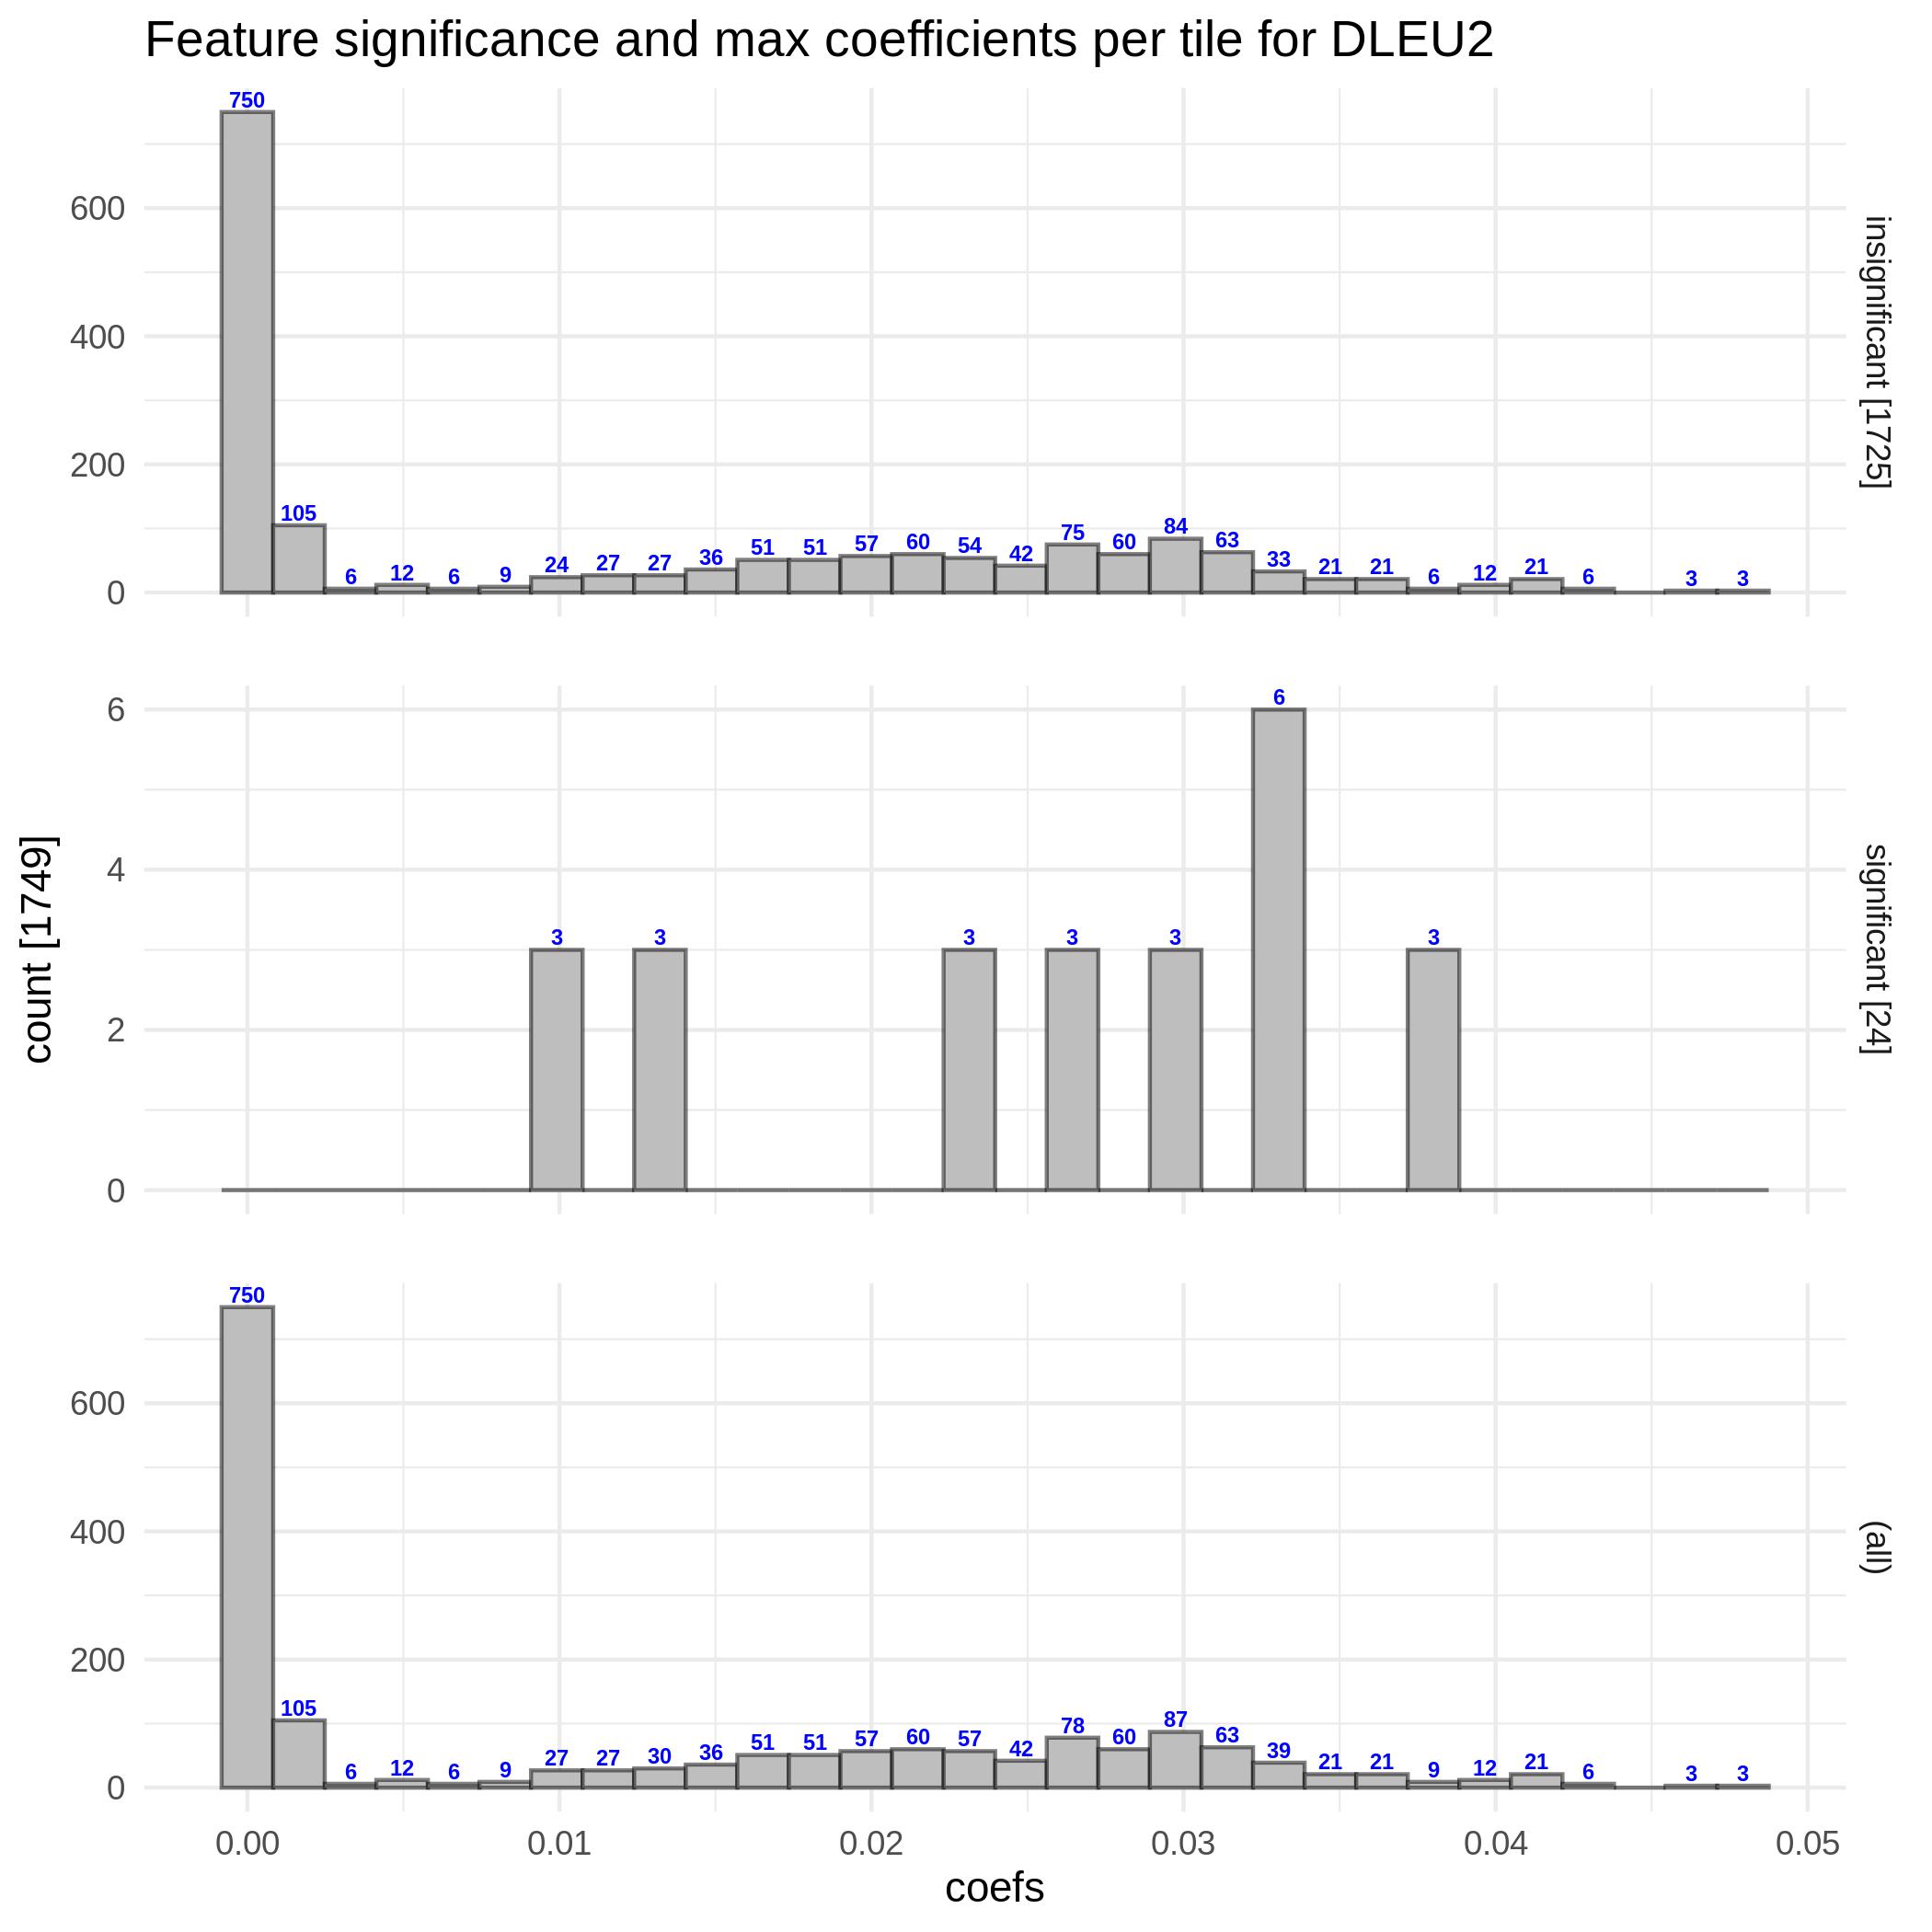 Feature significance and max coefficients per tile for DLEU2
750
105
6 12 6 9 24 27 27 36 51 51 57 60 54 42 75 60 84 63 33 21 21 6 12 21 6 3 3
600
400
200
0
insignificant [1725]
6
3 3 3 3 3 6 3
4
2
0
count [1749]
significant [24]
750
105
6 12 6 9 27 27 30 36 51 51 57 60 57 42 78 60 87 63 39 21 21 9 12 21 6 3 3
600
400
200
0
(all)
0.00 0.01 0.02 0.03 0.04 0.05
coefs